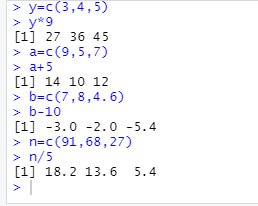 > y=c(3,4,5)
> y*9
[1] 27 36 45
> a=c(9,5,7)
> a+5
[1] 14 10 12
> b=c(7,8,4.6)
> b-10
[1] -3.0 -2.0 -5.4
> n=c(91,68,27)
> n/5
[1] 18.2 13.6  5.4
>